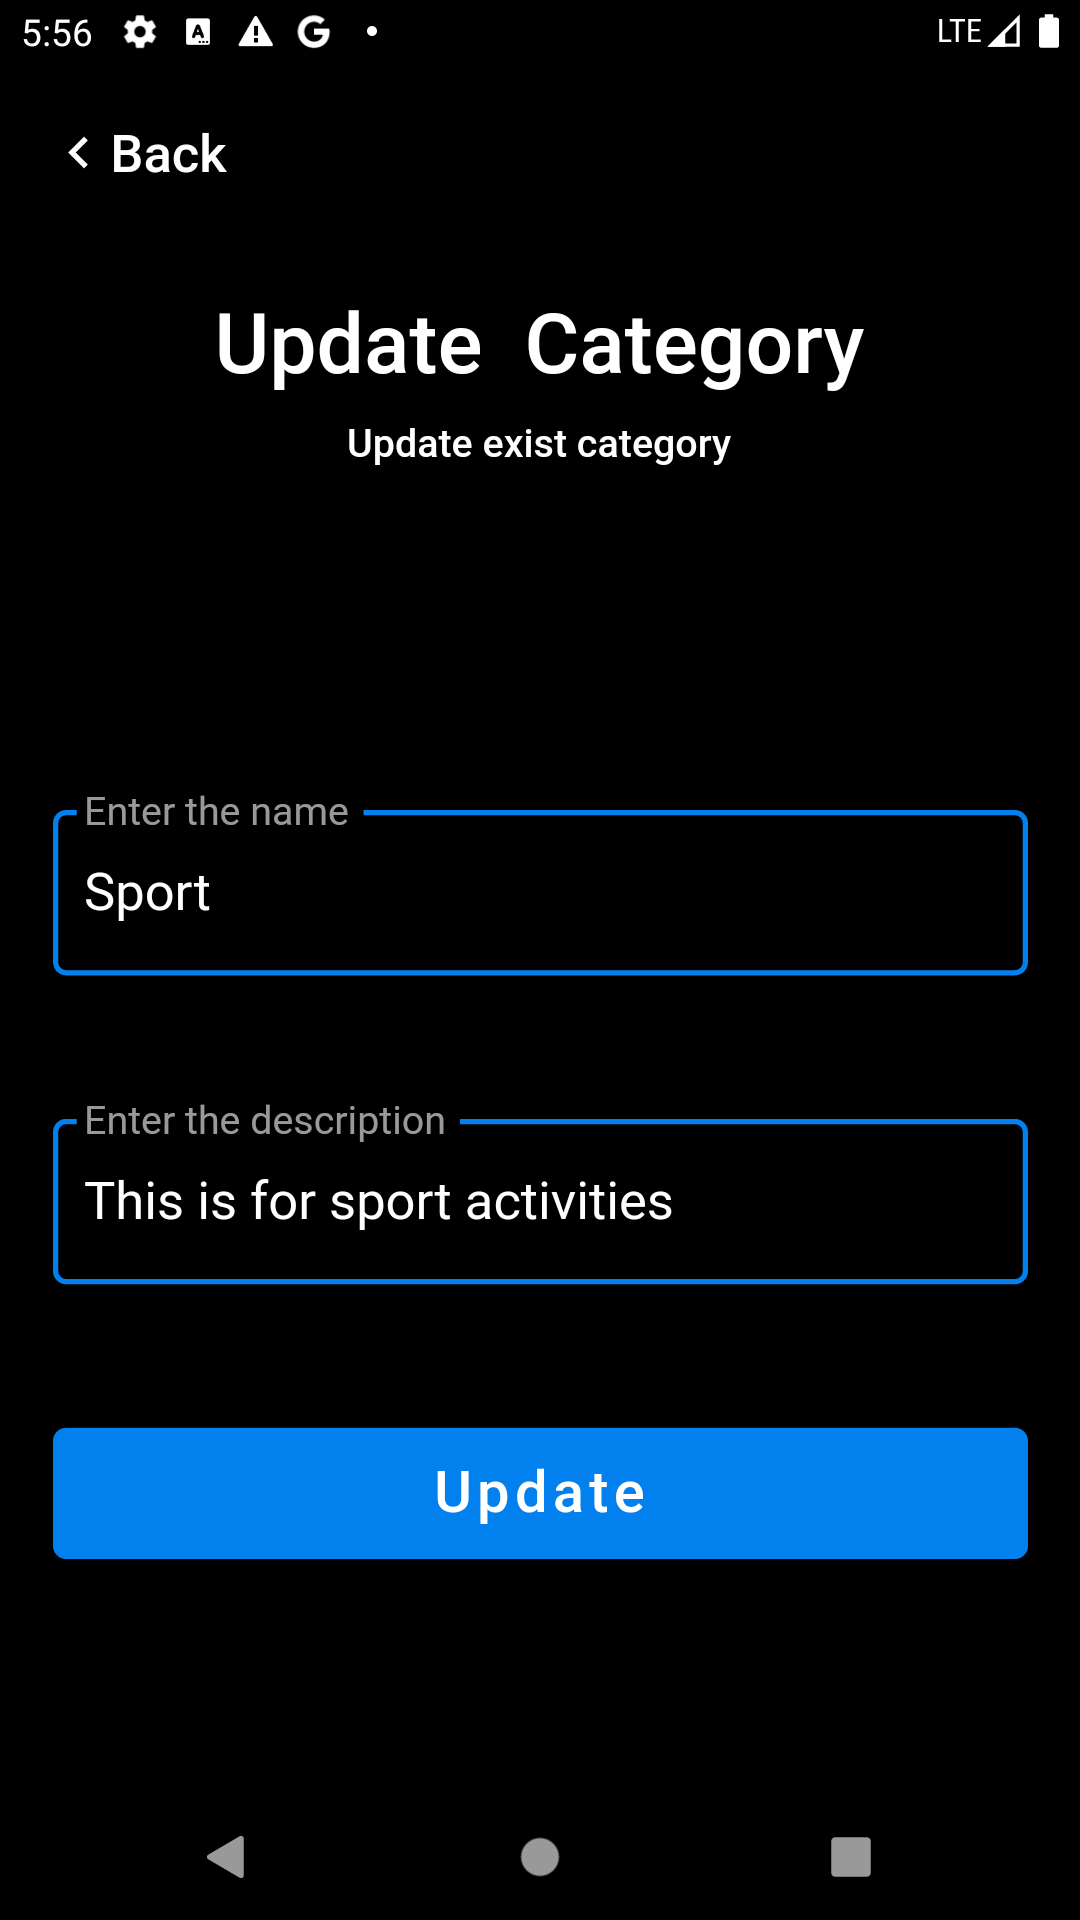 5:56 LTE
Back
Update Category
Update exist category
Enter the name
Sport
Enter the description
This is for sport activities
Update